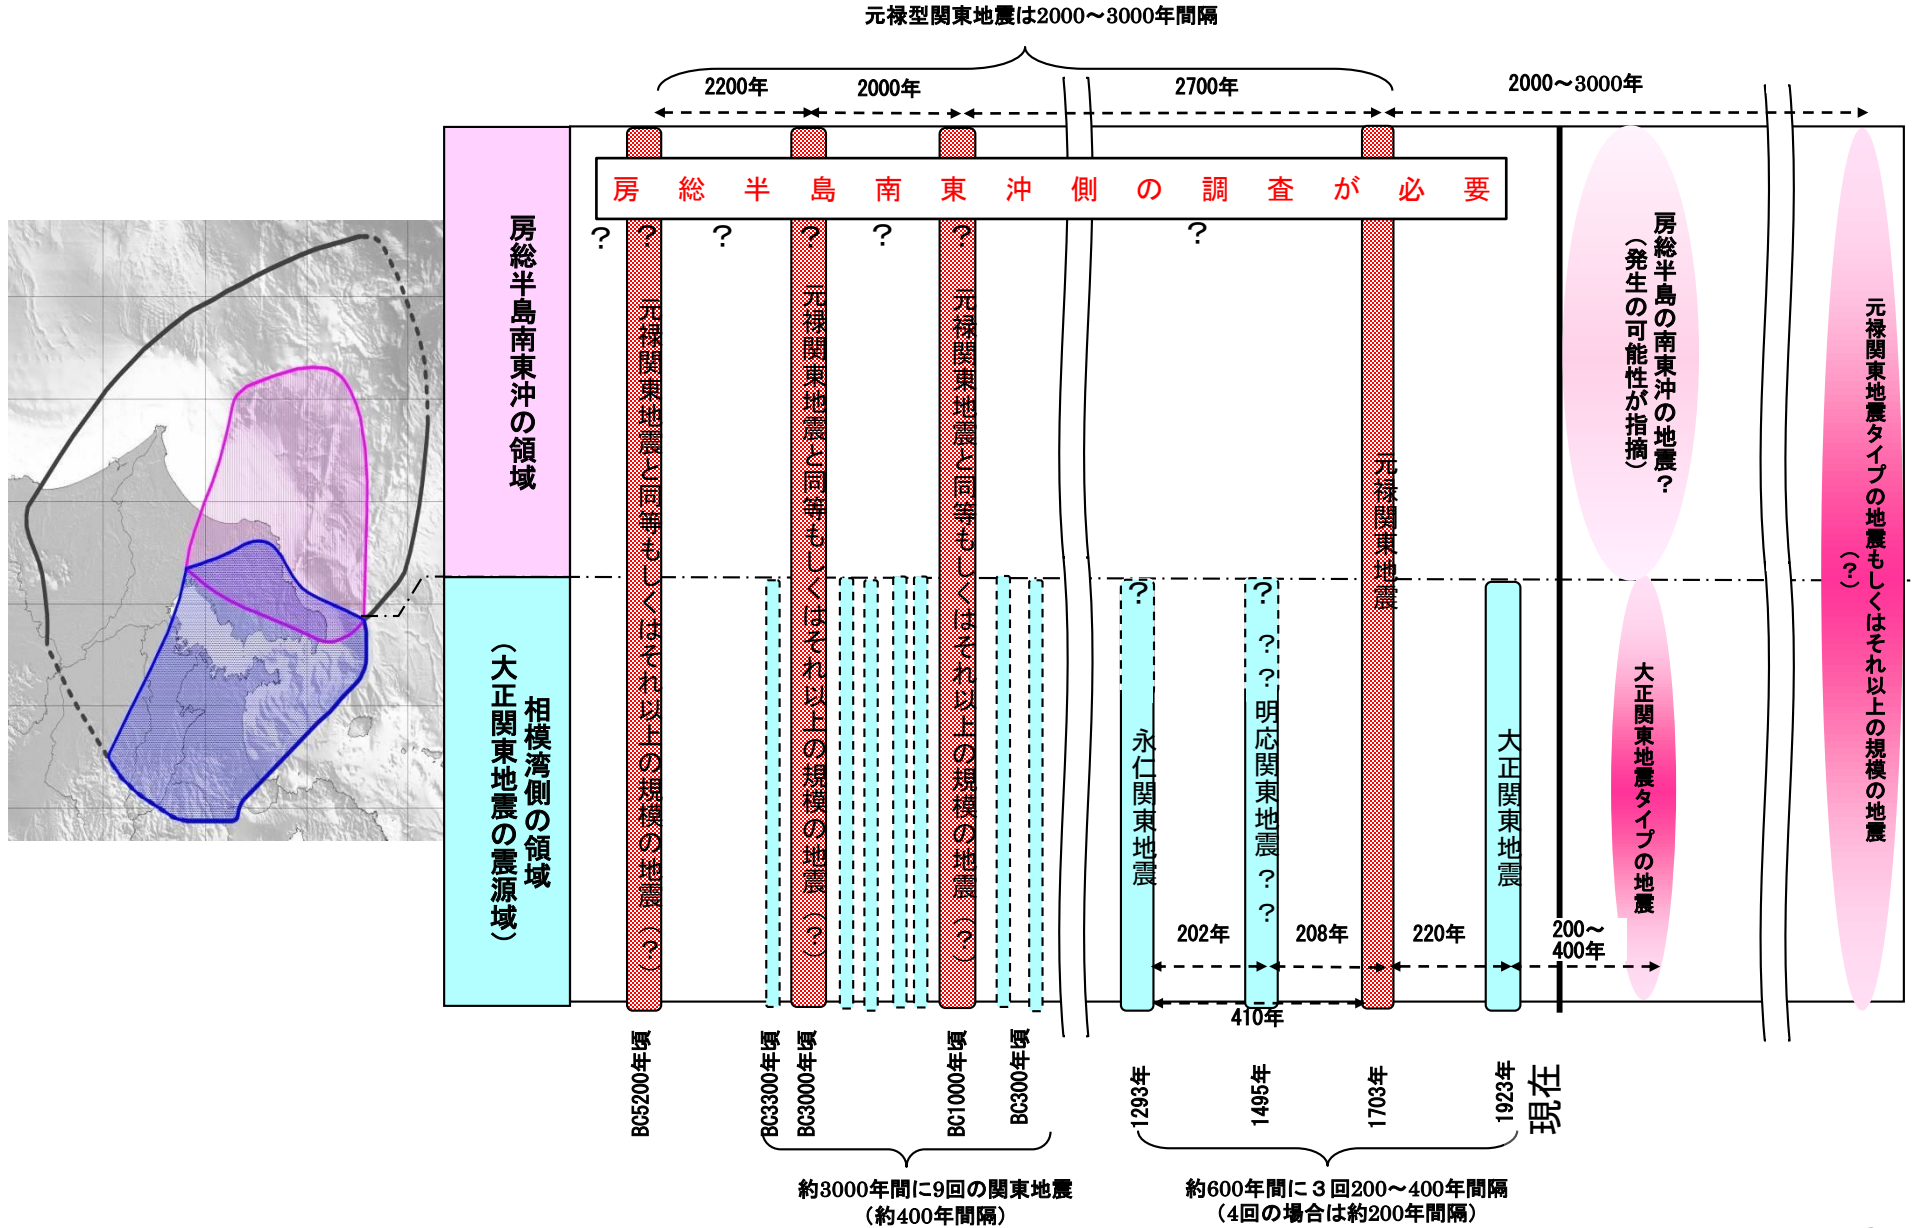 元禄型関東地震は2000～3000年間隔
2200年
2000年
2700年
2000～3000年
房総半島南東沖側の調査が必要
？
？
？
？
？
？
？
房総半島南東沖の領域
相模湾側の領域
（大正関東地震の震源域）
元禄関東地震と同等もしくはそれ以上の規模の地震（？）
元禄関東地震と同等もしくはそれ以上の規模の地震（？）
元禄関東地震と同等もしくはそれ以上の規模の地震（？）
？
永仁関東地震
？
？？明応関東地震？？
元禄関東地震
大正関東地震
房総半島の南東沖の地震？
（発生の可能性が指摘）
大正関東地震タイプの地震
元禄関東地震タイプの地震もしくはそれ以上の規模の地震
（？）
202年
208年
220年
200～
400年
410年
BC5200年頃
BC3300年頃
BC3000年頃
BC1000年頃
BC300年頃
1293年
1495年
1703年
1923年
現在
約3000年間に9回の関東地震
（約400年間隔）
約600年間に３回200～400年間隔
（4回の場合は約200年間隔）